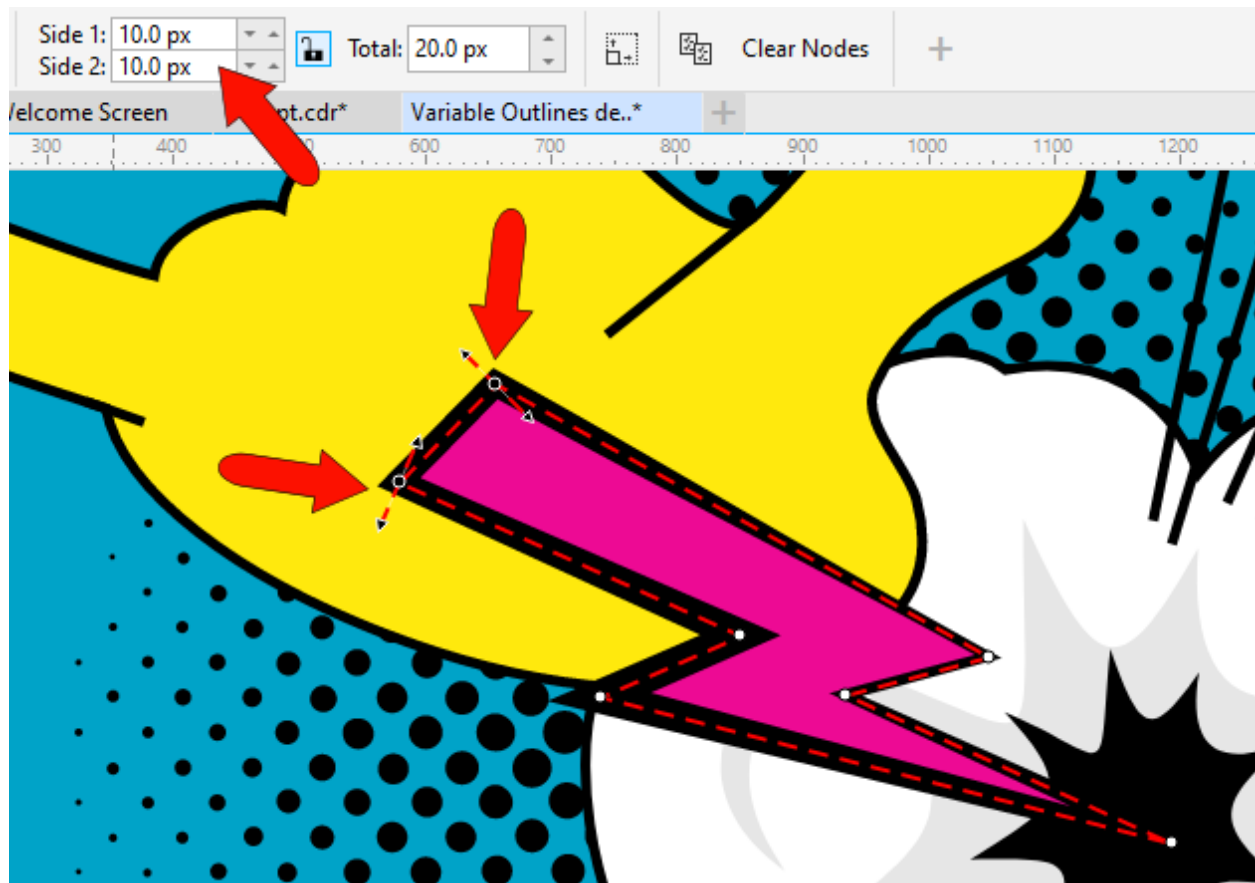 Side 1: 10.0 px
Side 2: 10.0 px
Total: 20.0 px
Clear Nodes
Screen
pt.cdr*
Variable Outlines de..*
300 400 600 700 800 900 1000 1100 1200